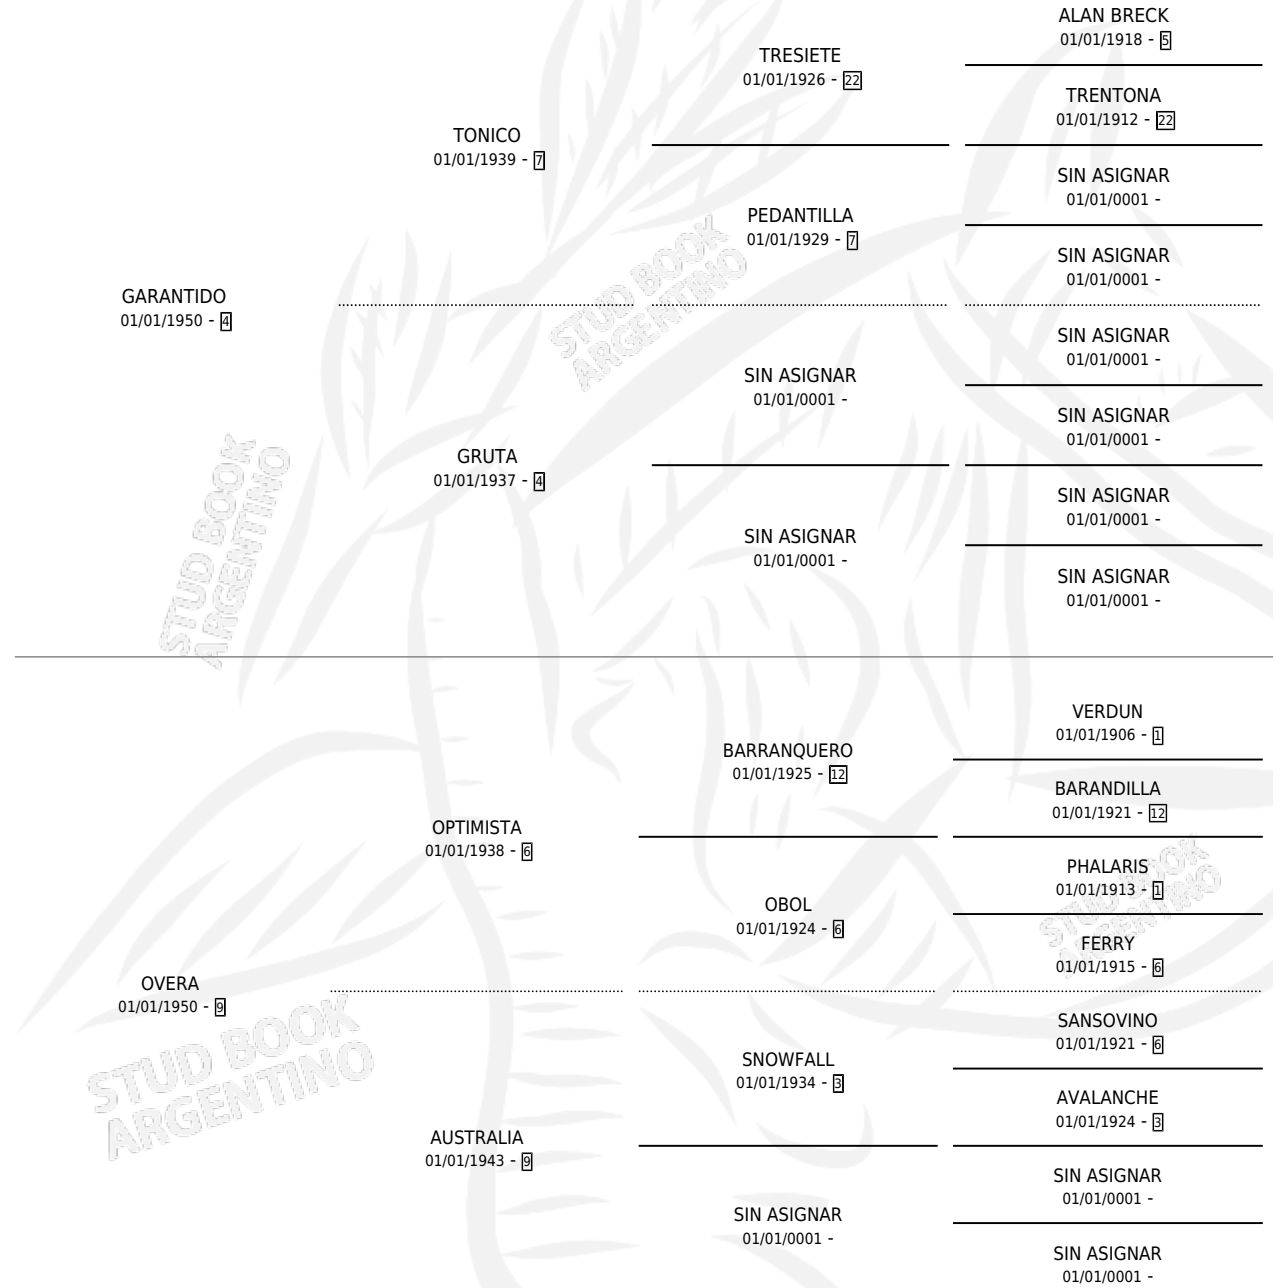 ALAN BRECK
01/01/1918 - 5
TRESIETE
01/01/1926 - 22
TRENTONA
01/01/1912 - 22
TONICO
01/01/1939 - 7
SIN ASIGNAR
01/01/0001 -
PEDANTILLA
01/01/1929 - 7
SIN ASIGNAR
01/01/0001 -
GARANTIDO
01/01/1950 - 4
SIN ASIGNAR
01/01/0001 -
SIN ASIGNAR
01/01/0001 -
SIN ASIGNAR
01/01/0001 -
GRUTA
01/01/1937 - 4
SIN ASIGNAR
01/01/0001 -
SIN ASIGNAR
01/01/0001 -
SIN ASIGNAR
01/01/0001 -
STUD BOOK
ARGENTINO
STUD BOOK
ARGENTINO
VERDUN
01/01/1906 - 1
BARRANQUERO
01/01/1925 - 12
BARANDILLA
01/01/1921 - 12
OPTIMISTA
01/01/1938 - 6
PHALARIS
01/01/1913 - 1
OBOL
01/01/1924 - 6
FERRY
01/01/1915 - 6
STUD BOOK
ARGENTINO
OVERA
01/01/1950 - 9
SANSOVINO
01/01/1921 - 6
SNOWFALL
01/01/1934 - 3
AVALANCHE
01/01/1924 - 3
STUD BOOK
ARGENTINO
AUSTRALIA
01/01/1943 - 9
SIN ASIGNAR
01/01/0001 -
SIN ASIGNAR
01/01/0001 -
SIN ASIGNAR
01/01/0001 -